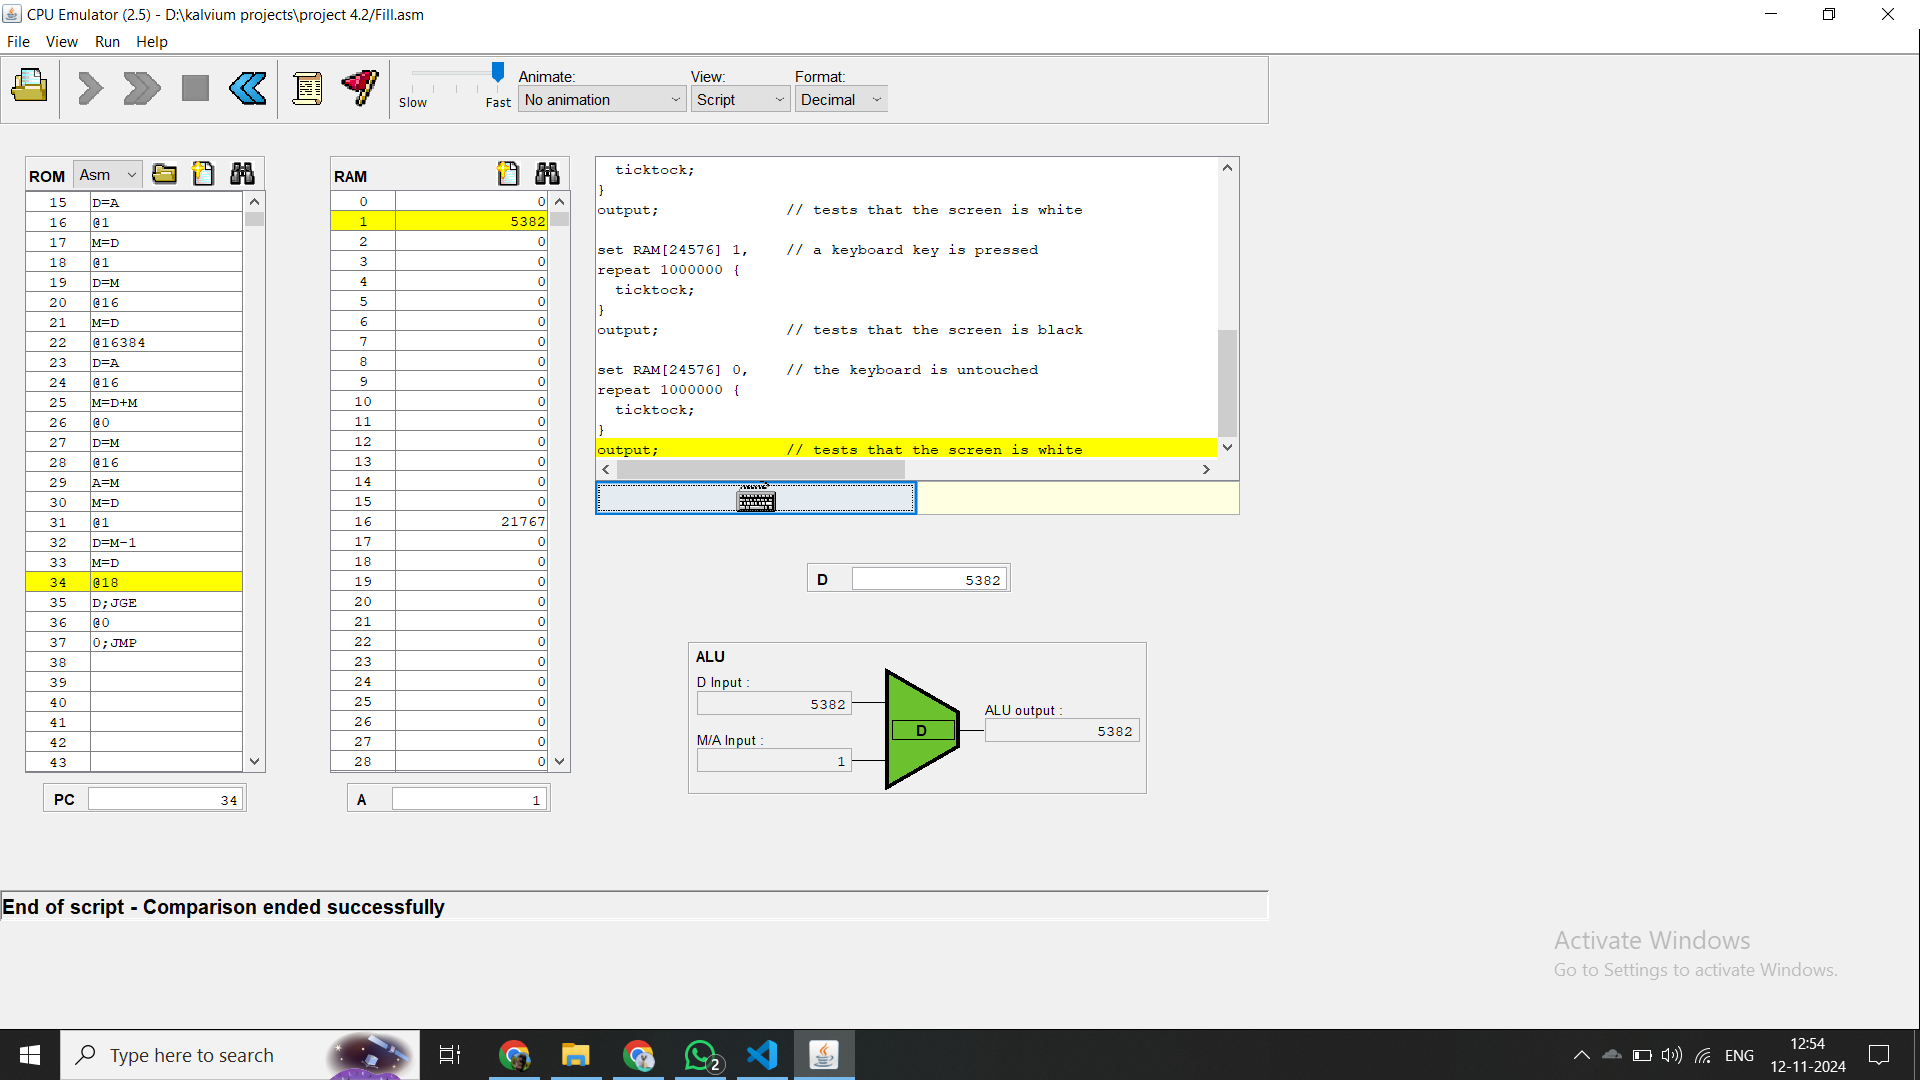 CPU Emulator (2.5) - D:\kalvium projects\project 4.2/Fill.asm
File View Run Help
Slow Fast
Animate:
No animation
View:
Script
Format:
Decimal
ROM Asm
15 D=A
16 @1
17 M=D
18 @1
19 D=M
20 @16
21 M=D
22 @16384
23 D=A
24 @16
25 M=D+M
26 @0
27 D=M
28 @16
29 A=M
30 M=D
31 @1
32 D=M-1
33 M=D
34 @18
35 D;JGE
36 @0
37 0;JMP
38
39
40
41
42
43
PC 34
RAM
0 0
1 5382
2 0
3 0
4 0
5 0
6 0
7 0
8 0
9 0
10 0
11 0
12 0
13 0
14 0
15 0
16 21767
17 0
18 0
19 0
20 0
21 0
22 0
23 0
24 0
25 0
26 0
27 0
28 0
A 1
ticktock;
}
output; // tests that the screen is white
set RAM[24576] 1, // a keyboard key is pressed
repeat 1000000 {
ticktock;
}
output; // tests that the screen is black
set RAM[24576] 0, // the keyboard is untouched
repeat 1000000 {
ticktock;
}
output; // tests that the screen is white
D 5382
ALU
D Input :
5382
M/A Input :
1
D
ALU output :
5382
End of script - Comparison ended successfully
Activate Windows
Go to Settings to activate Windows.
Type here to search
2
ENG
12:54
12-11-2024